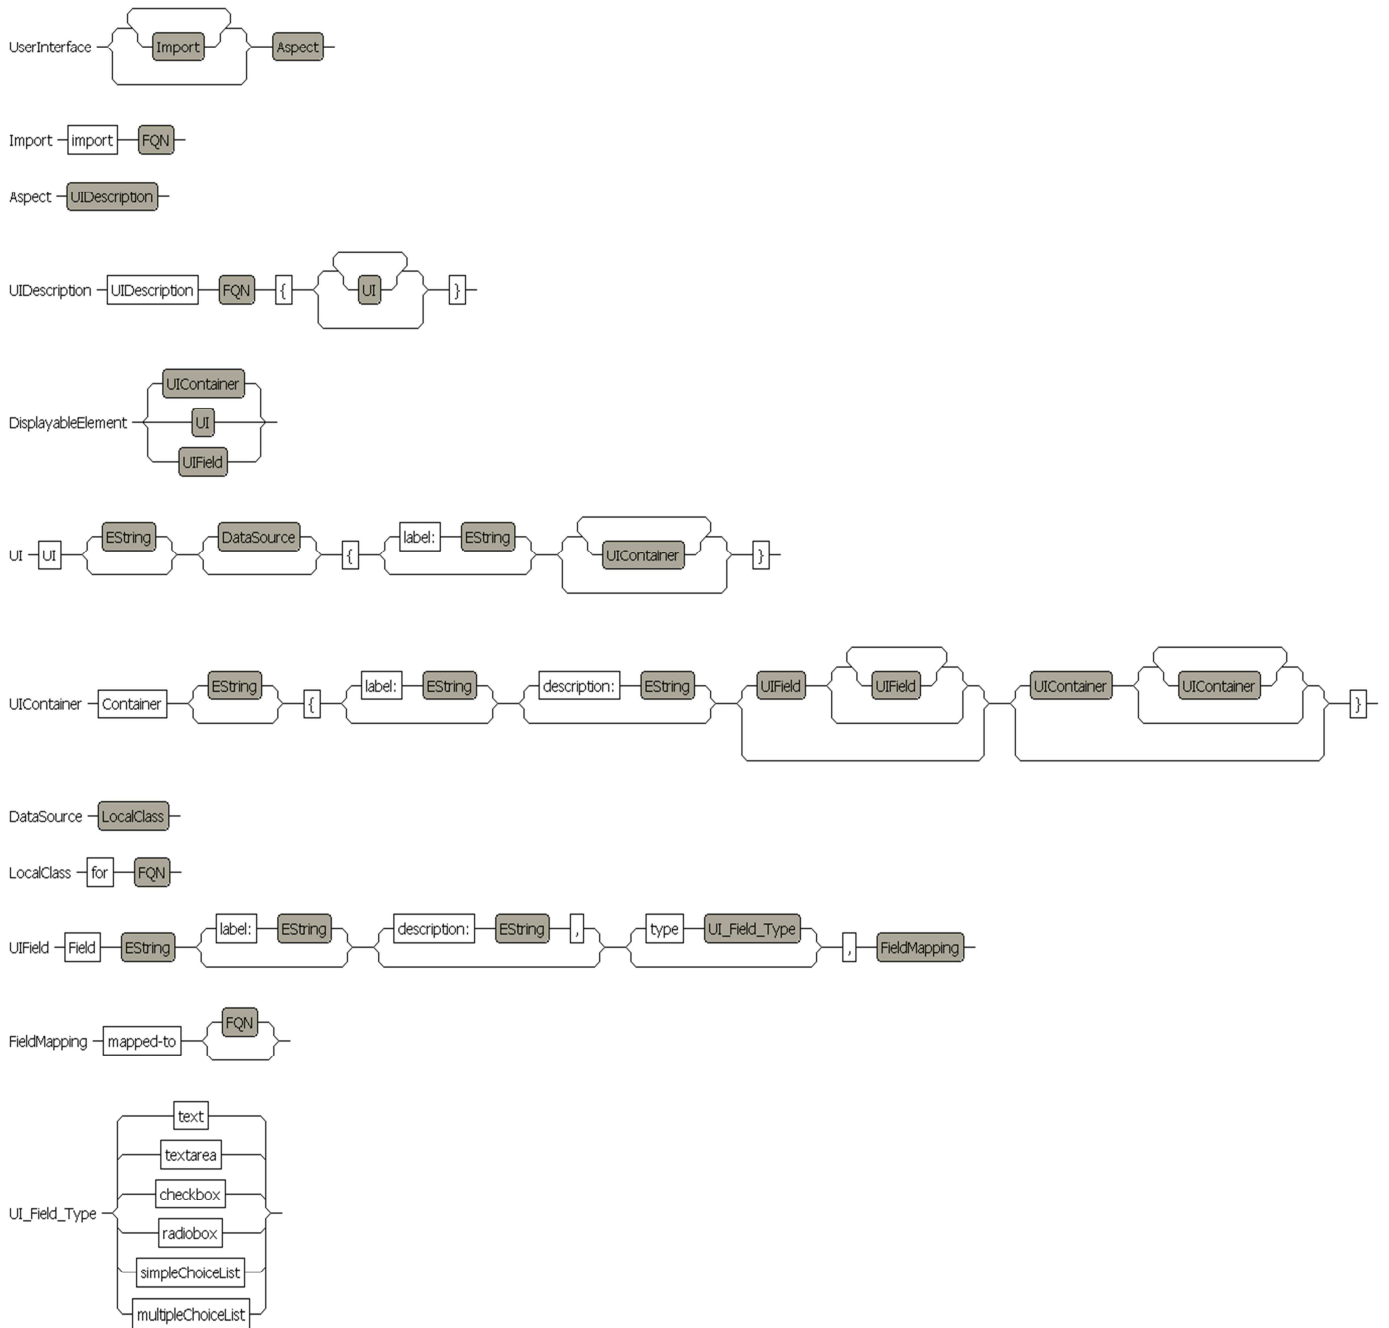 UserInterface Import Aspect
Import import FQN
Aspect UIDescription
UIDescription UIDescription FQN { UI }
UIContainer
DisplayableElement UI
UIField
UI UI EString DataSource { label: EString UIContainer }
UIContainer Container EString { label: EString description: EString UIField UIField UIContainer UIContainer }
DataSource LocalClass
LocalClass for FQN
UIField Field EString label: EString description: EString , type UI_Field_Type , FieldMapping
FieldMapping mapped-to FQN
text
textarea
checkbox
UI_Field_Type
radiobox
simpleChoiceList
multipleChoiceList